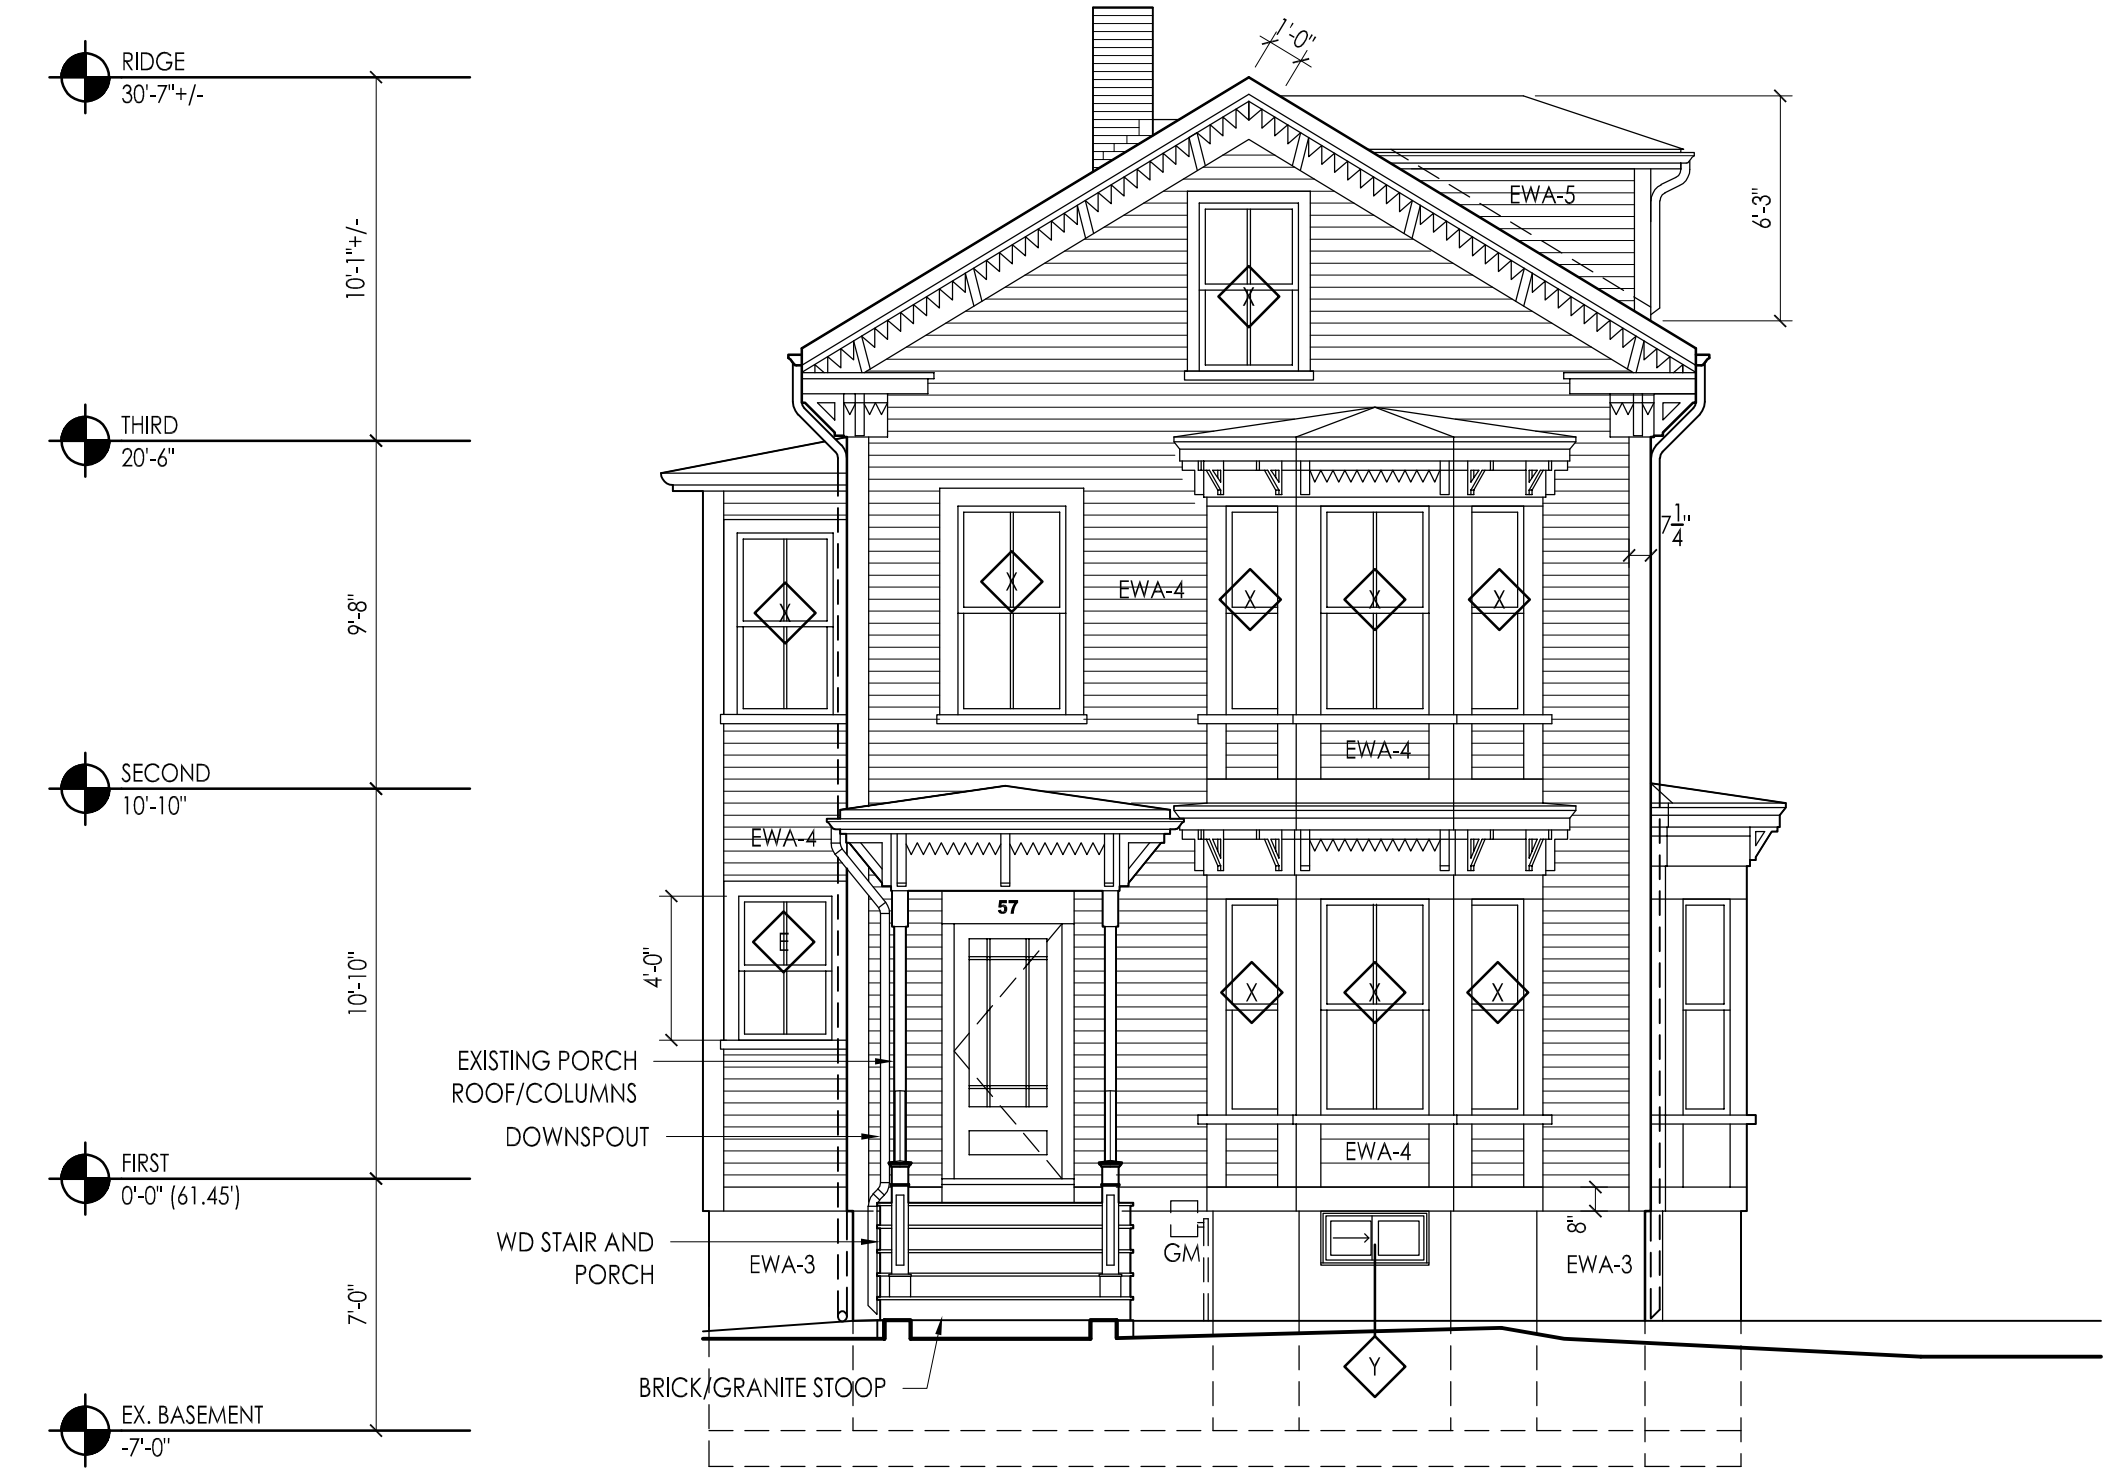 RIDGE
30'-7"+/-
1'-0"
EWA-5
6'-3"
10'-1"+/-
X
THIRD
20'-6"
7 1/4"
X
X
EWA-4
X
X
X
9'-8"
EWA-4
SECOND
10'-10"
EWA-4
57
E
4'-0"
X
X
X
10'-10"
EXISTING PORCH
ROOF/COLUMNS
DOWNSPOUT
EWA-4
FIRST
0'-0" (61.45')
8"
WD STAIR AND
PORCH
EWA-3
GM
EWA-3
7'-0"
Y
BRICK/GRANITE STOOP
EX. BASEMENT
-7'-0"